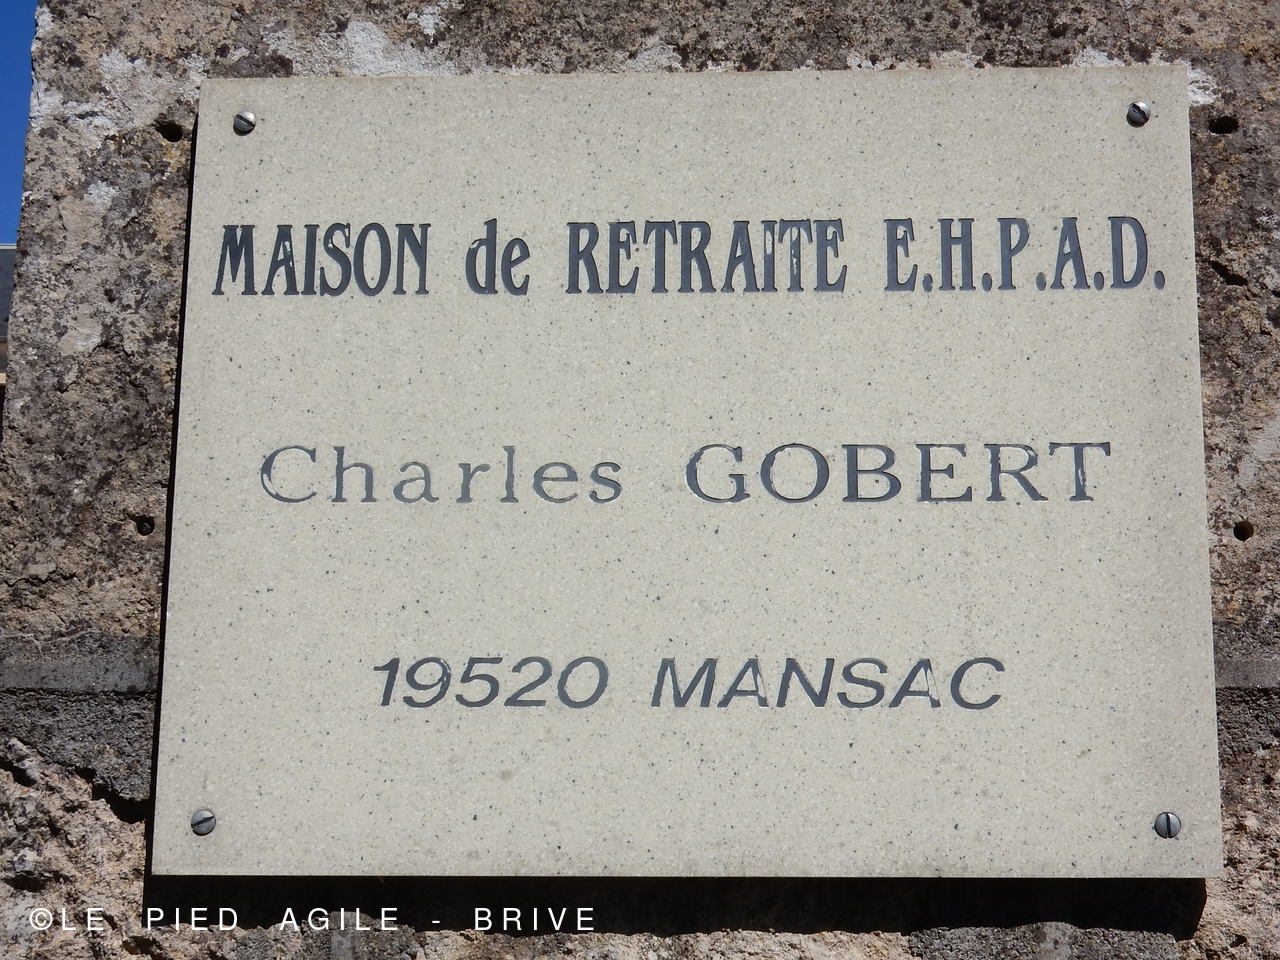 MAISON de RETRAITE E.H.P.A.D.
Charles GOBERT
19520 MANSAC
©LE PIED AGILE - BRIVE